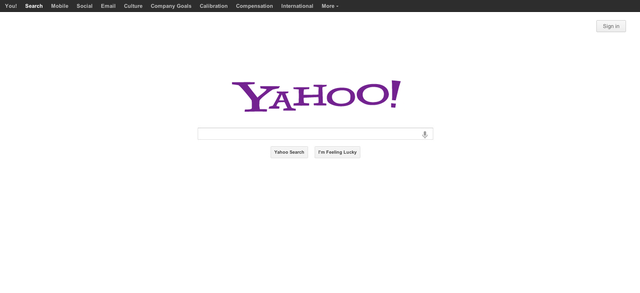 You! Search Mobile Social Email Culture Company Goals Calibration Compensation International More
Sign in
YAHOO!
Yahoo Search I'm Feeling Lucky